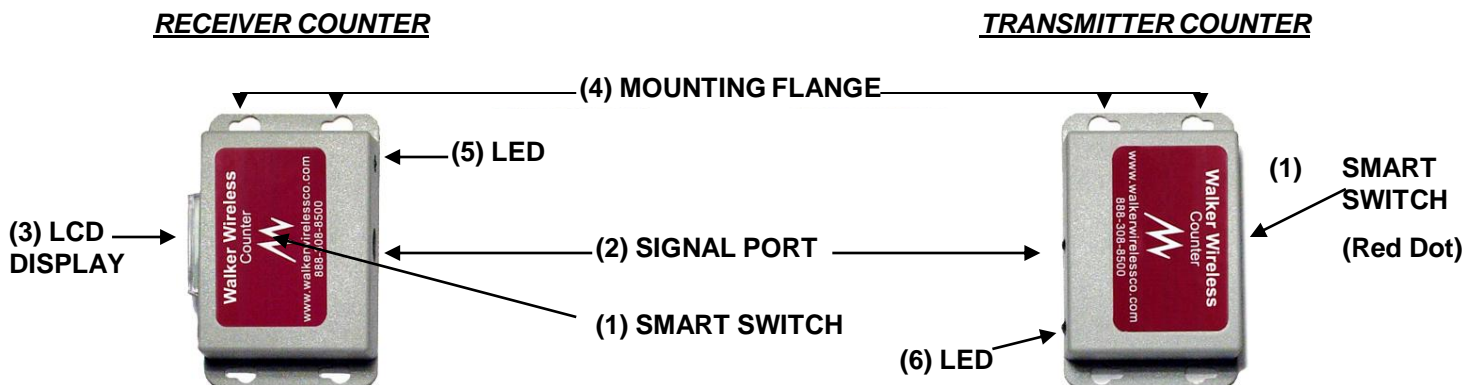 RECEIVER COUNTER
TRANSMITTER COUNTER
(4) MOUNTING FLANGE
(5) LED
(3) LCD
DISPLAY
(2) SIGNAL PORT
(1) SMART SWITCH
(1) SMART
SWITCH
(Red Dot)
(6) LED
Walker Wireless
Counter
www.walkerwirelessco.com
888-308-8500
Walker Wireless
Counter
www.walkerwirelessco.com
888-308-8500